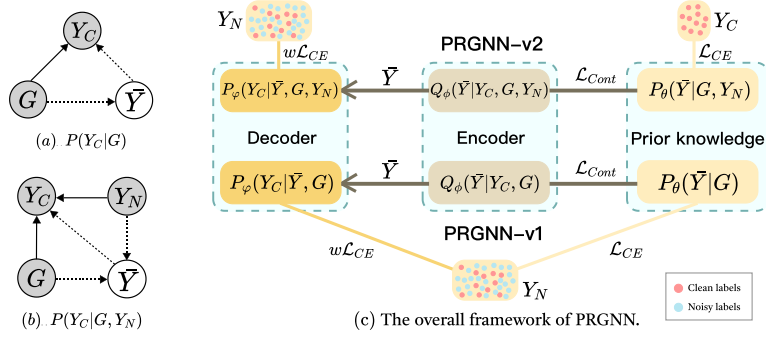 Y_C
G
Ȳ
(a) P(Y_C|G)
Y_C
Y_N
G
Ȳ
(b) P(Y_C|G, Y_N)
Y_N
Y_C
wℒ_CE
PRGNN-v2
ℒ_CE
P_φ(Y_C|Ȳ, G, Y_N)
Ȳ
Q_ϕ(Ȳ|Y_C, G, Y_N)
ℒ_Cont
P_θ(Ȳ|G, Y_N)
Decoder
Encoder
Prior knowledge
P_φ(Y_C|Ȳ, G)
Ȳ
Q_ϕ(Ȳ|Y_C, G)
ℒ_Cont
P_θ(Ȳ|G)
PRGNN-v1
wℒ_CE
ℒ_CE
Y_N
Clean labels
Noisy labels
(c) The overall framework of PRGNN.